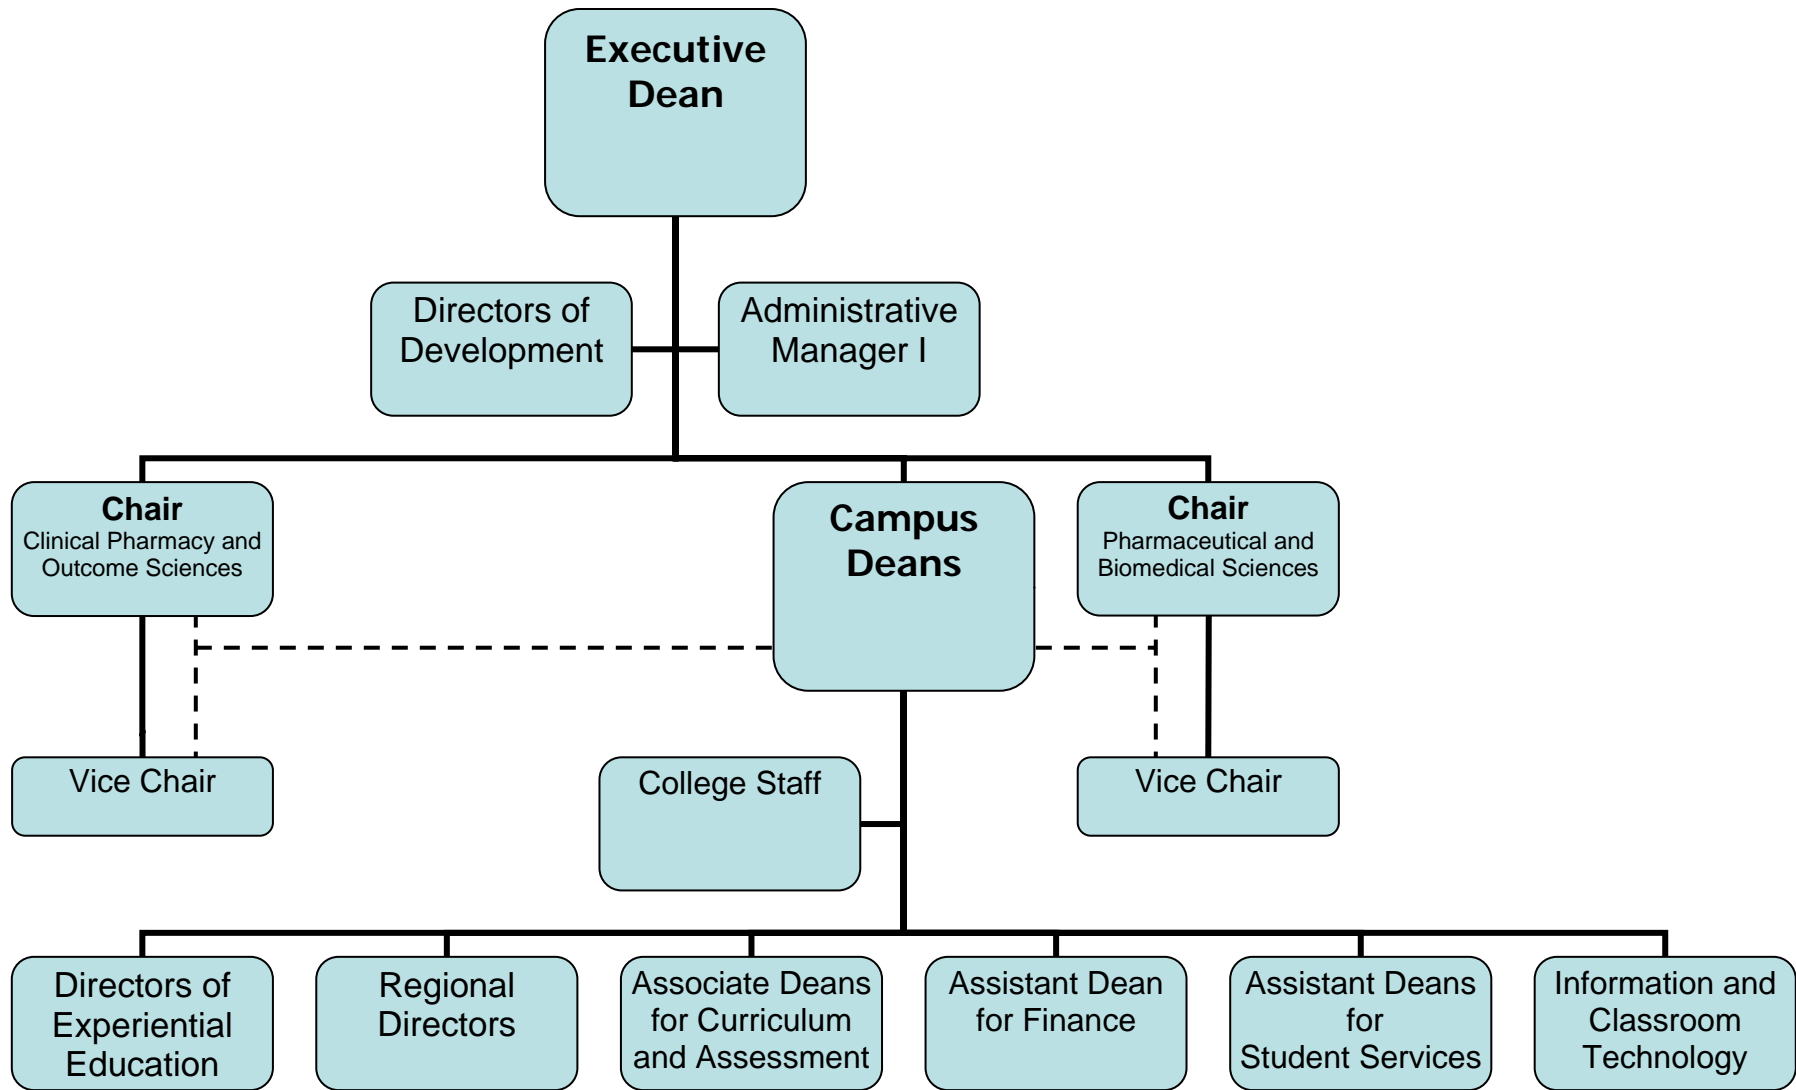 Executive
Dean
Directors of
Development
Administrative
Manager I
Chair
Clinical Pharmacy and
Outcome Sciences
Campus
Deans
Chair
Pharmaceutical and
Biomedical Sciences
Vice Chair
College Staff
Vice Chair
Directors of
Experiential
Education
Regional
Directors
Associate Deans
for Curriculum
and Assessment
Assistant Dean
for Finance
Assistant Deans
for
Student Services
Information and
Classroom
Technology